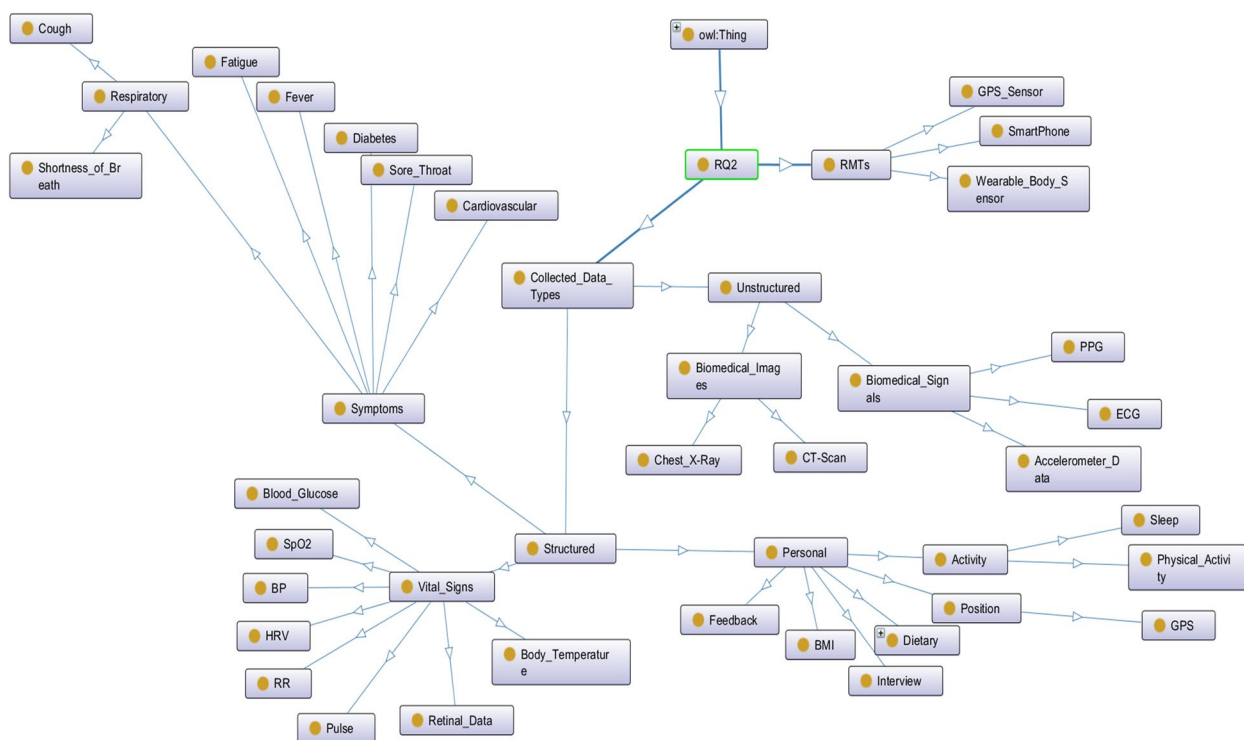 Cough
owl:Thing
Fatigue
GPS_Sensor
Respiratory
Fever
SmartPhone
Diabetes
RQ2
RMTs
Shortness_of_Br
eath
Sore_Throat
Wearable_Body_S
ensor
Cardiovascular
Collected_Data_
Types
Unstructured
PPG
Biomedical_Imag
es
Biomedical_Sign
als
Symptoms
ECG
Chest_X-Ray
CT-Scan
Accelerometer_D
ata
Blood_Glucose
Sleep
SpO2
Structured
Personal
Activity
Physical_Activi
ty
BP
Vital_Signs
Position
Feedback
GPS
HRV
BMI
Dietary
Body_Temperatur
e
RR
Interview
Pulse
Retinal_Data